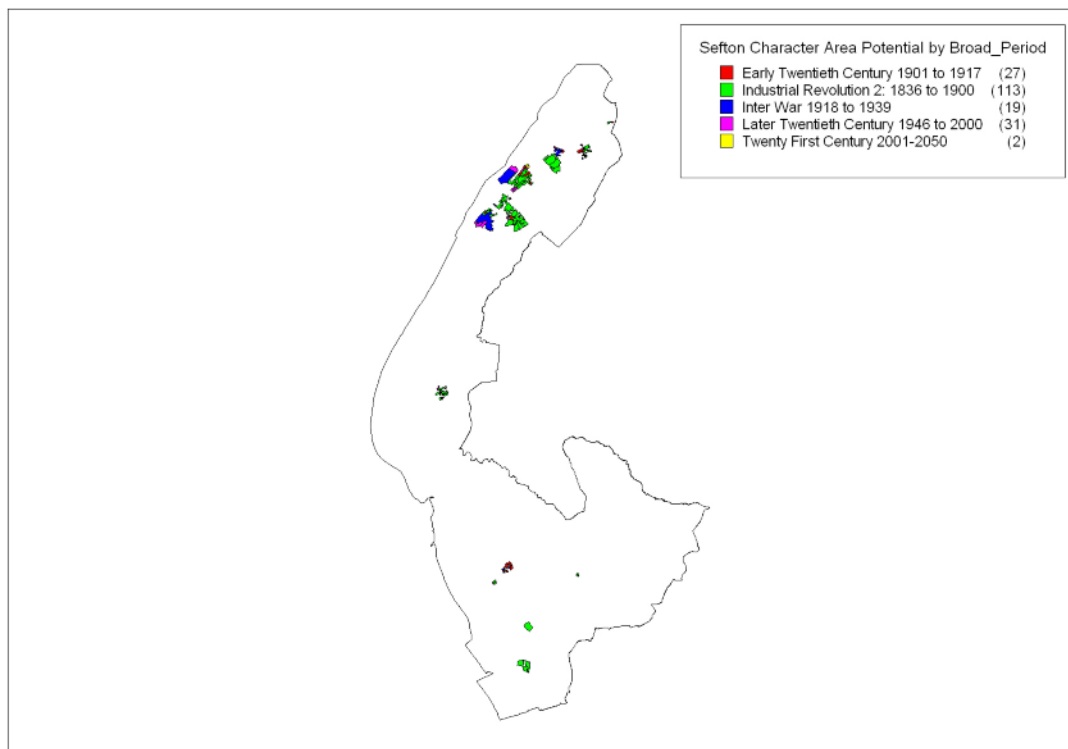 Sefton Character Area Potential by Broad_Period
Early Twentieth Century 1901 to 1917 (27)
Industrial Revolution 2: 1836 to 1900 (113)
Inter War 1918 to 1939 (19)
Later Twentieth Century 1946 to 2000 (31)
Twenty First Century 2001-2050 (2)